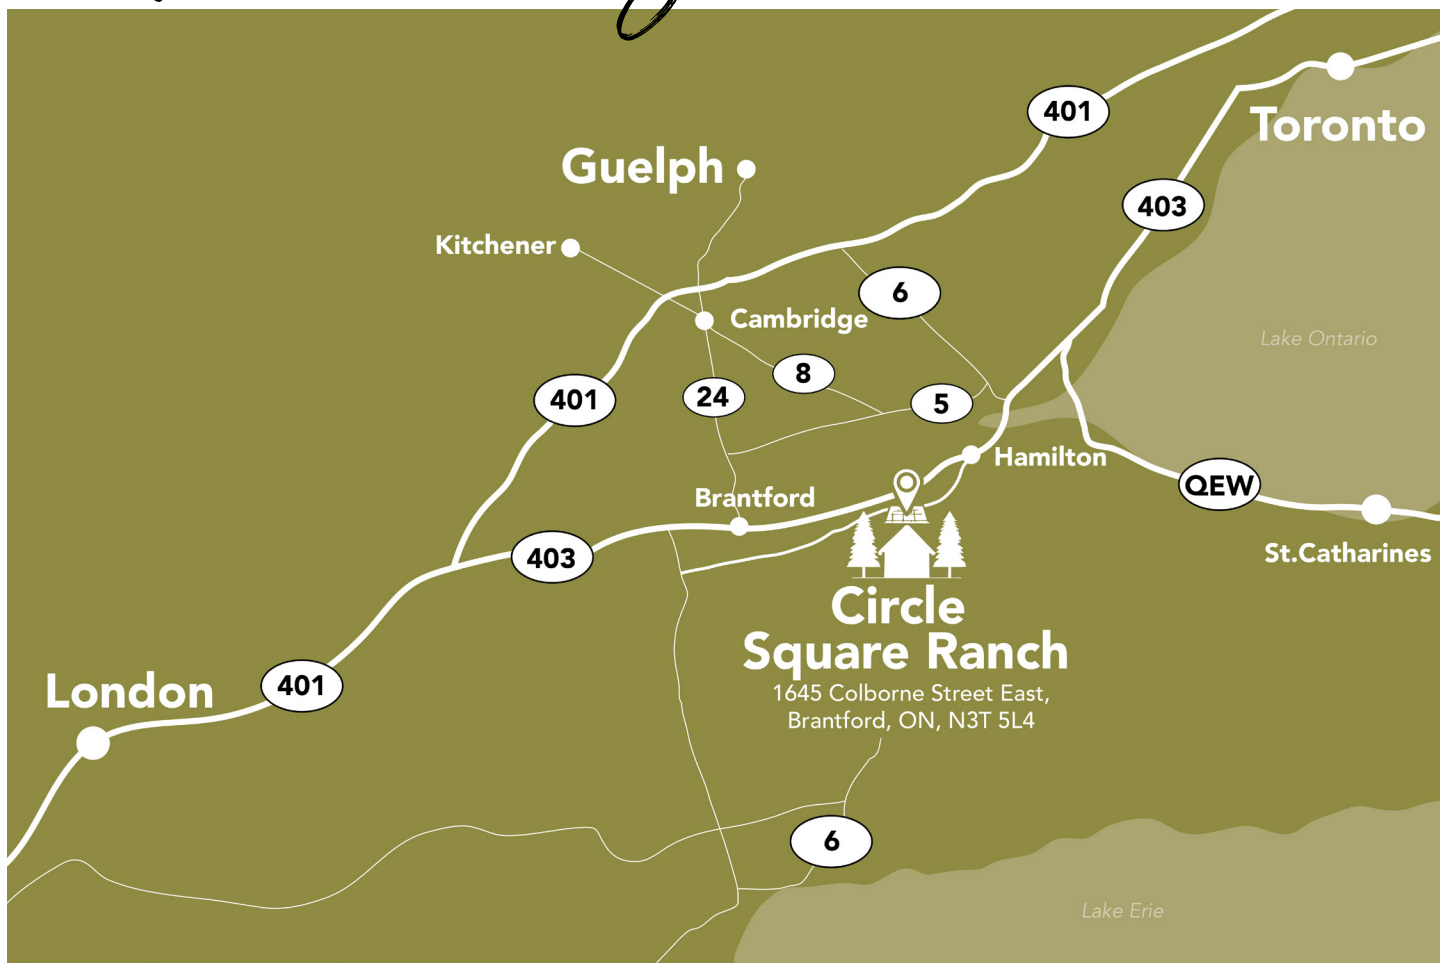 401
Toronto
Guelph
403
Kitchener
6
Cambridge
Lake Ontario
8
24
401
5
Hamilton
QEW
Brantford
403
St.Catharines
Circle
Square Ranch
1645 Colborne Street East,
Brantford, ON, N3T 5L4
London
401
6
Lake Erie